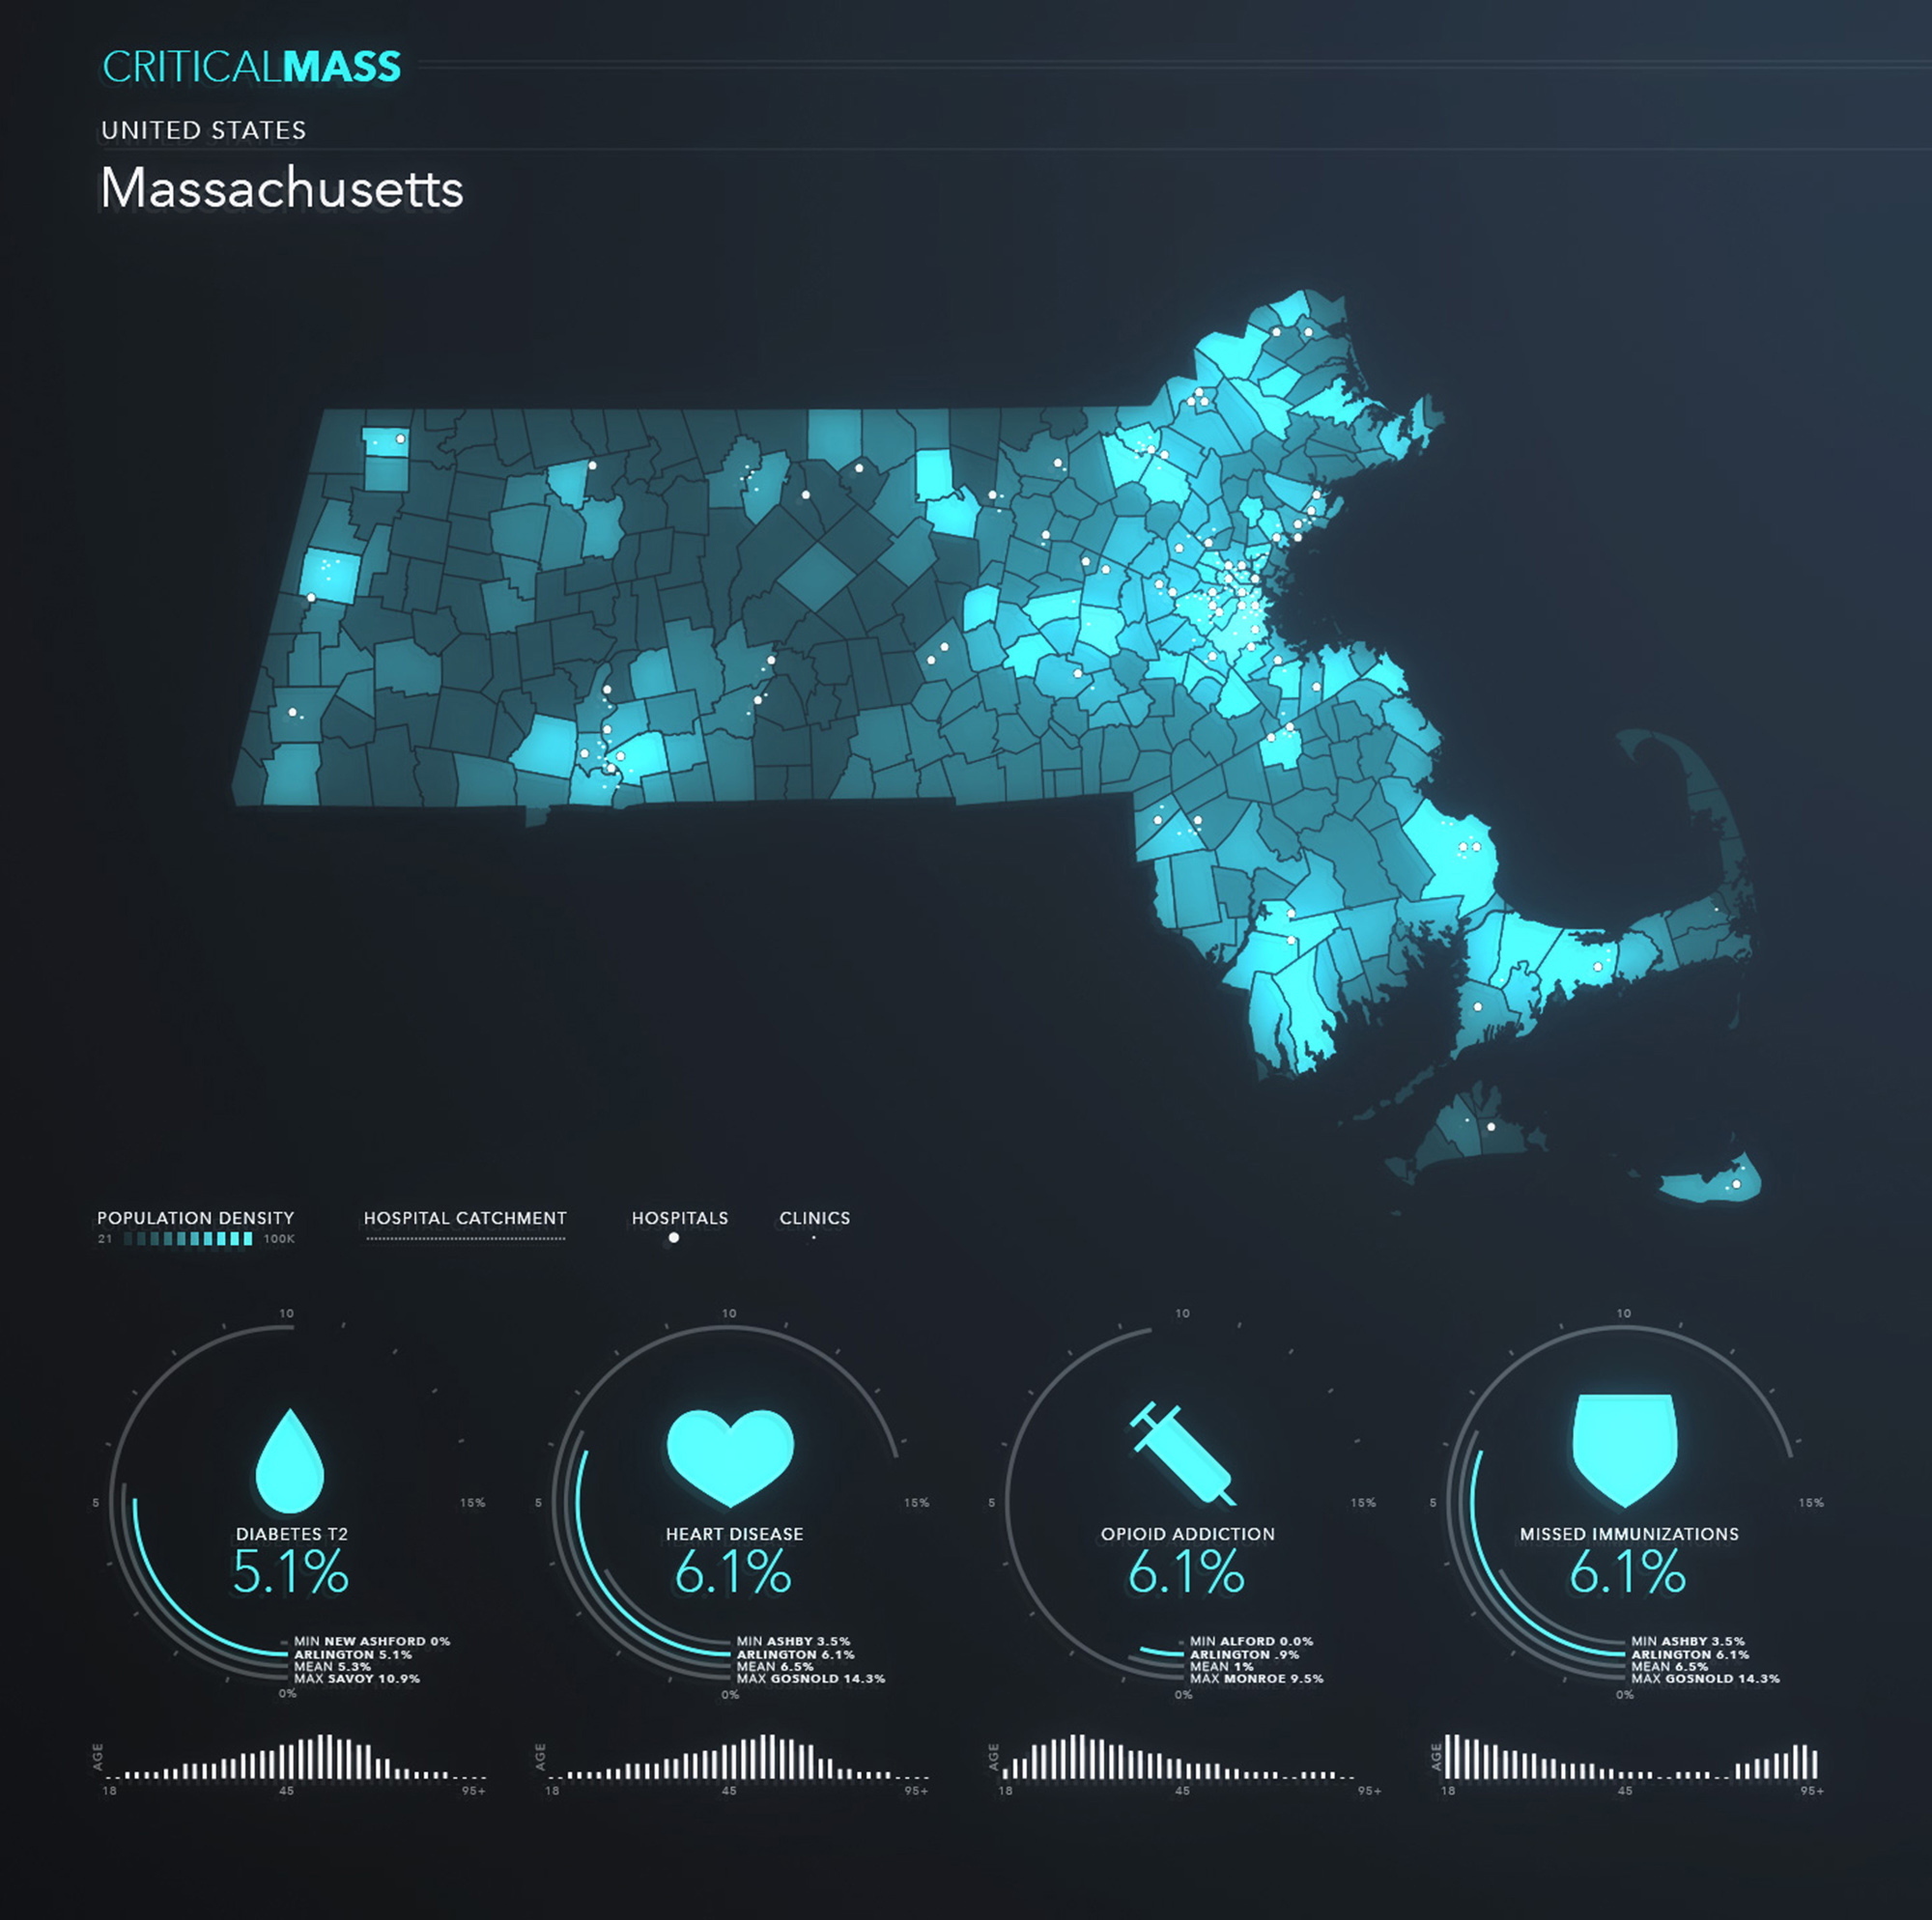 CRITICALMASS
UNITED STATES
Massachusetts
POPULATION DENSITY
21 100K
HOSPITAL CATCHMENT
HOSPITALS
CLINICS
10
5
15%
DIABETES T2
5.1%
MIN NEW ASHFORD 0%
ARLINGTON 5.1%
MEAN 5.3%
MAX SAVOY 10.9%
0%
AGE
18 45 95+
10
5
15%
HEART DISEASE
6.1%
MIN ASHBY 3.5%
ARLINGTON 6.1%
MEAN 6.5%
MAX GOSNOLD 14.3%
0%
AGE
18 45 95+
10
5
15%
OPIOID ADDICTION
6.1%
MIN ALFORD 0.0%
ARLINGTON .9%
MEAN 1%
MAX MONROE 9.5%
0%
AGE
18 45 95+
10
5
15%
MISSED IMMUNIZATIONS
6.1%
MIN ASHBY 3.5%
ARLINGTON 6.1%
MEAN 6.5%
MAX GOSNOLD 14.3%
0%
AGE
18 45 95+